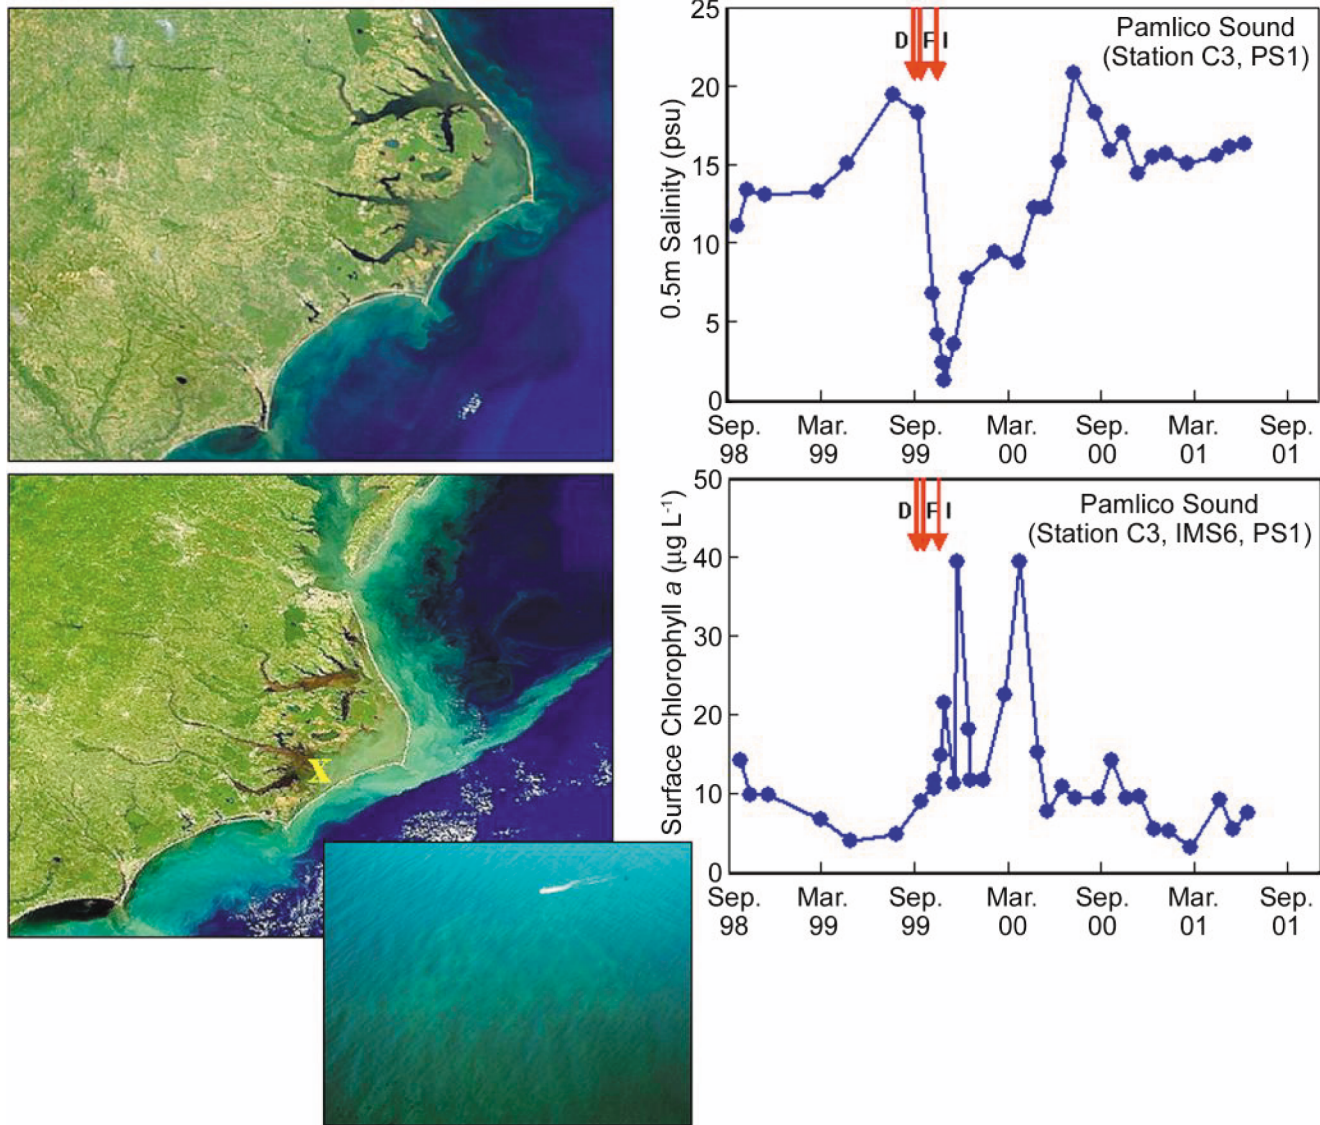 25
20
15
10
5
0
0.5m Salinity (psu)
D F I
Pamlico Sound
(Station C3, PS1)
Sep. Mar. Sep. Mar. Sep. Mar. Sep.
98 99 99 00 00 01 01
X
50
40
30
20
10
0
Surface Chlorophyll a (µg L⁻¹)
D F I
Pamlico Sound
(Station C3, IMS6, PS1)
Sep. Mar. Sep. Mar. Sep. Mar. Sep.
98 99 99 00 00 01 01